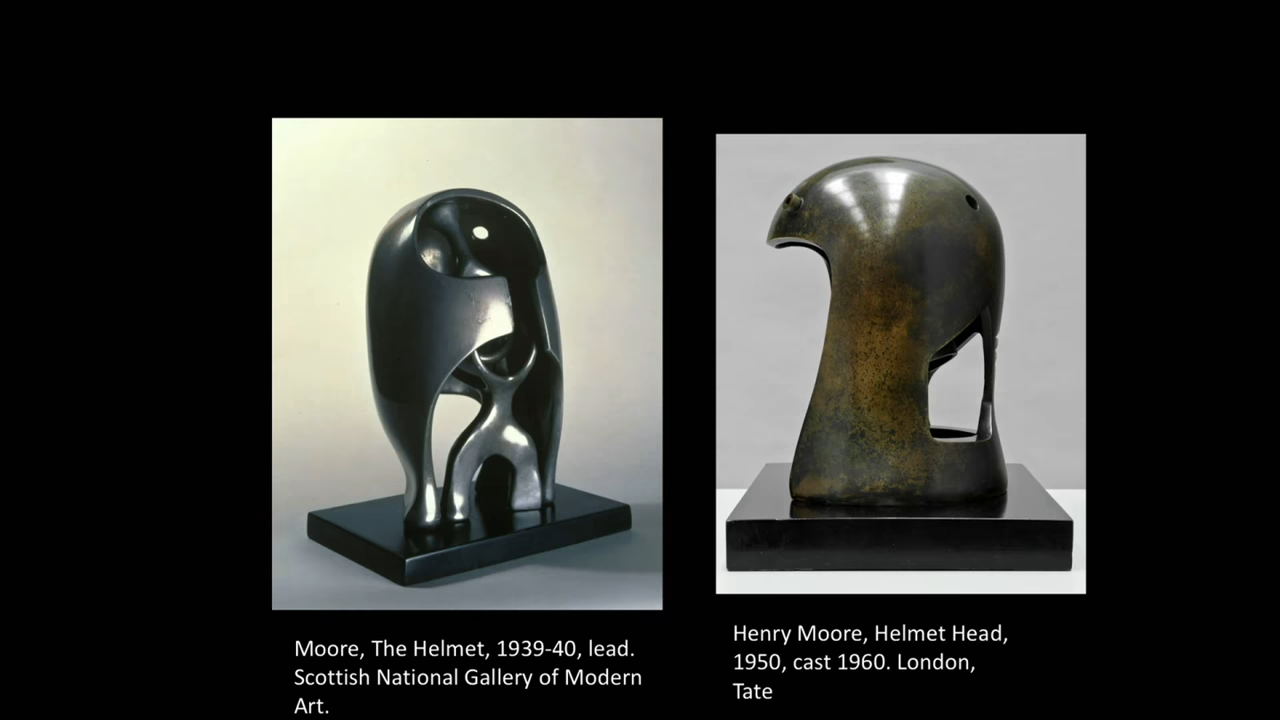 Moore, The Helmet, 1939-40, lead.
Scottish National Gallery of Modern
Art.
Henry Moore, Helmet Head,
1950, cast 1960. London,
Tate